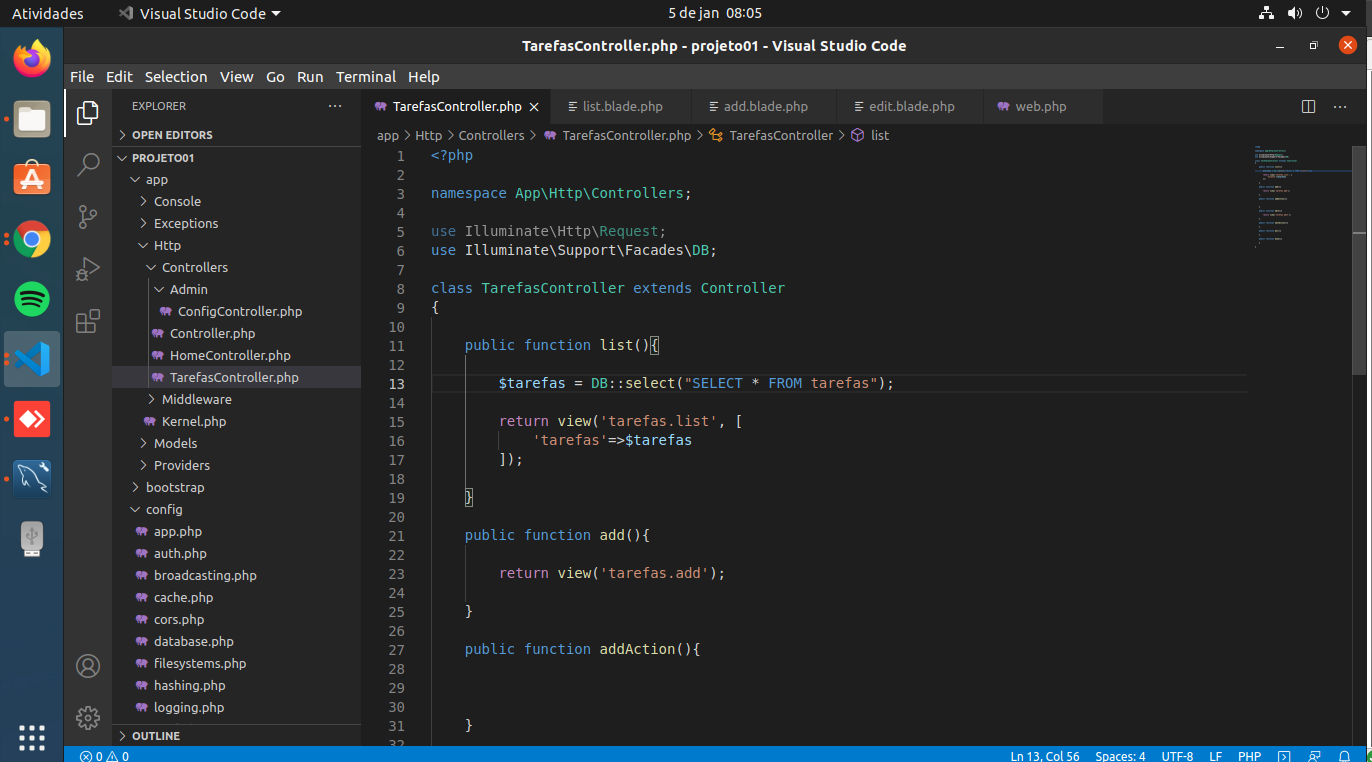 Atividades Visual Studio Code 5 de jan 08:05
TarefasController.php - projeto01 - Visual Studio Code
File Edit Selection View Go Run Terminal Help
EXPLORER
OPEN EDITORS
PROJETO01
app
Console
Exceptions
Http
Controllers
Admin
ConfigController.php
Controller.php
HomeController.php
TarefasController.php
Middleware
Kernel.php
Models
Providers
bootstrap
config
app.php
auth.php
broadcasting.php
cache.php
cors.php
database.php
filesystems.php
hashing.php
logging.php
OUTLINE
TarefasController.php list.blade.php add.blade.php edit.blade.php web.php
app > Http > Controllers > TarefasController.php > TarefasController > list
1 <?php
2
3 namespace App\Http\Controllers;
4
5 use Illuminate\Http\Request;
6 use Illuminate\Support\Facades\DB;
7
8 class TarefasController extends Controller
9 {
10
11 public function list(){
12
13 $tarefas = DB::select("SELECT * FROM tarefas");
14
15 return view('tarefas.list', [
16 'tarefas'=>$tarefas
17 ]);
18
19 }
20
21 public function add(){
22
23 return view('tarefas.add');
24
25 }
26
27 public function addAction(){
28
29
30
31 }
32
0 0 Ln 13, Col 56 Spaces: 4 UTF-8 LF PHP